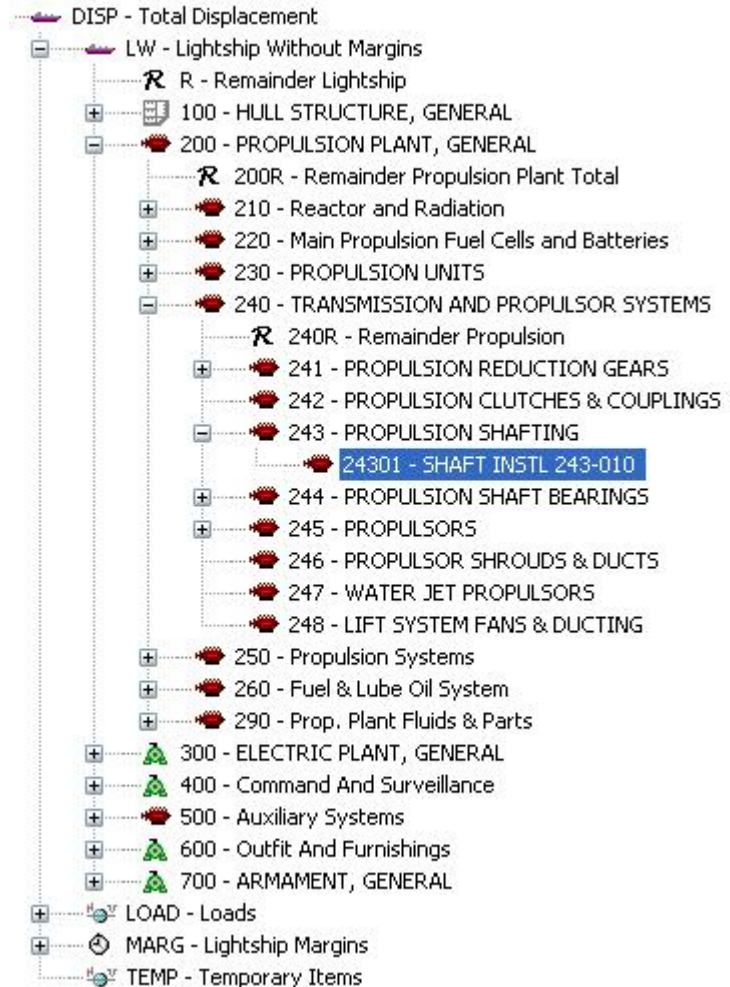 DISP - Total Displacement
LW - Lightship Without Margins
R R - Remainder Lightship
100 - HULL STRUCTURE, GENERAL
200 - PROPULSION PLANT, GENERAL
R 200R - Remainder Propulsion Plant Total
210 - Reactor and Radiation
220 - Main Propulsion Fuel Cells and Batteries
230 - PROPULSION UNITS
240 - TRANSMISSION AND PROPULSOR SYSTEMS
R 240R - Remainder Propulsion
241 - PROPULSION REDUCTION GEARS
242 - PROPULSION CLUTCHES & COUPLINGS
243 - PROPULSION SHAFTING
24301 - SHAFT INSTL 243-010
244 - PROPULSION SHAFT BEARINGS
245 - PROPULSORS
246 - PROPULSOR SHROUDS & DUCTS
247 - WATER JET PROPULSORS
248 - LIFT SYSTEM FANS & DUCTING
250 - Propulsion Systems
260 - Fuel & Lube Oil System
290 - Prop. Plant Fluids & Parts
300 - ELECTRIC PLANT, GENERAL
400 - Command And Surveillance
500 - Auxiliary Systems
600 - Outfit And Furnishings
700 - ARMAMENT, GENERAL
LOAD - Loads
MARG - Lightship Margins
TEMP - Temporary Items